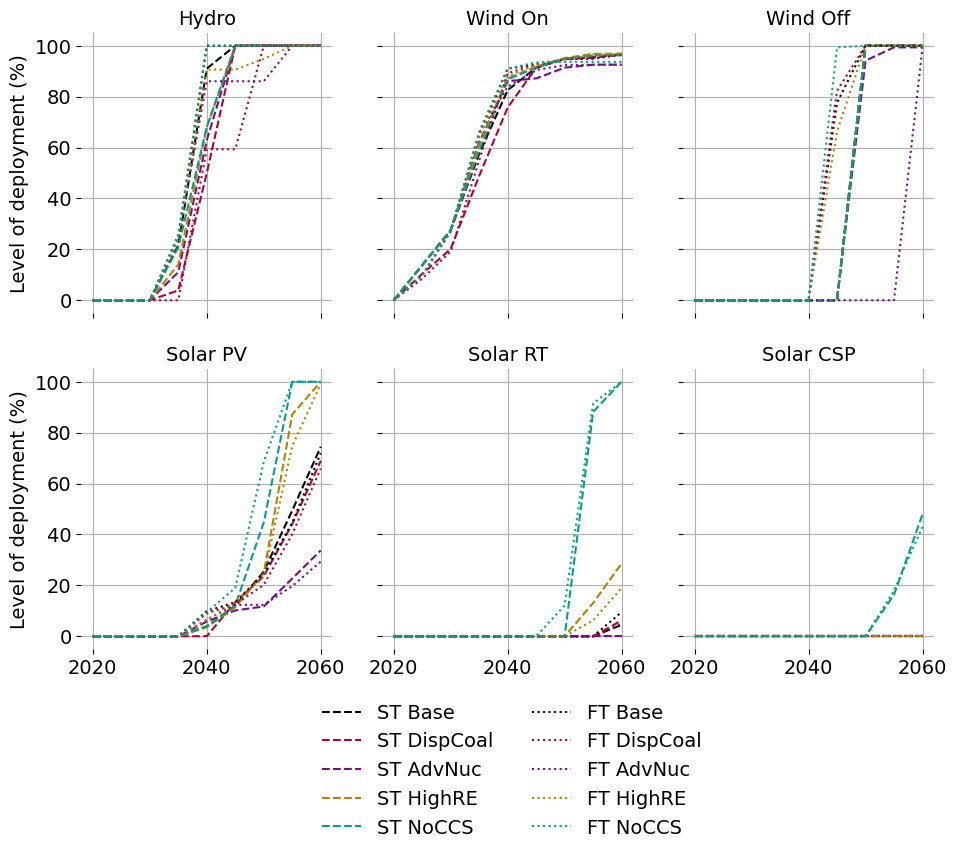 Hydro Wind On Wind Off
Level of deployment (%)
100
80
60
40
20
0
Solar PV Solar RT Solar CSP
Level of deployment (%)
100
80
60
40
20
0
2020 2040 2060 2020 2040 2060 2020 2040 2060
ST Base FT Base
ST DispCoal FT DispCoal
ST AdvNuc FT AdvNuc
ST HighRE FT HighRE
ST NoCCS FT NoCCS